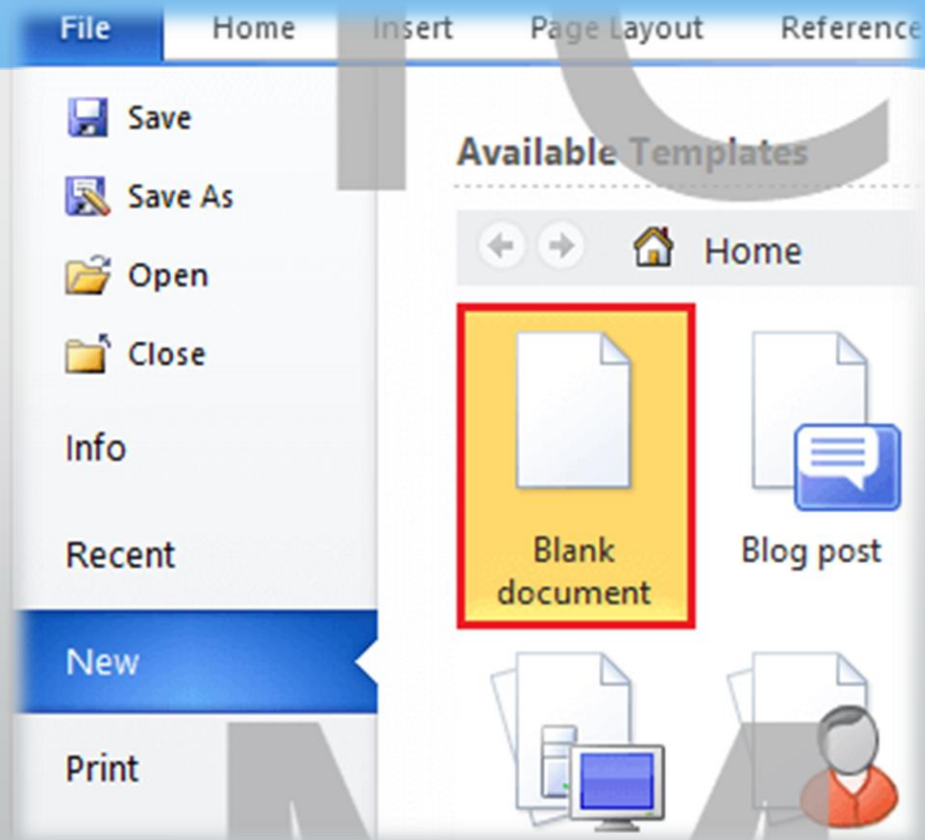 File Home Insert Page Layout Reference
Save
Save As
Open
Close
Info
Recent
New
Print
Available Templates
Home
Blank
document
Blog post